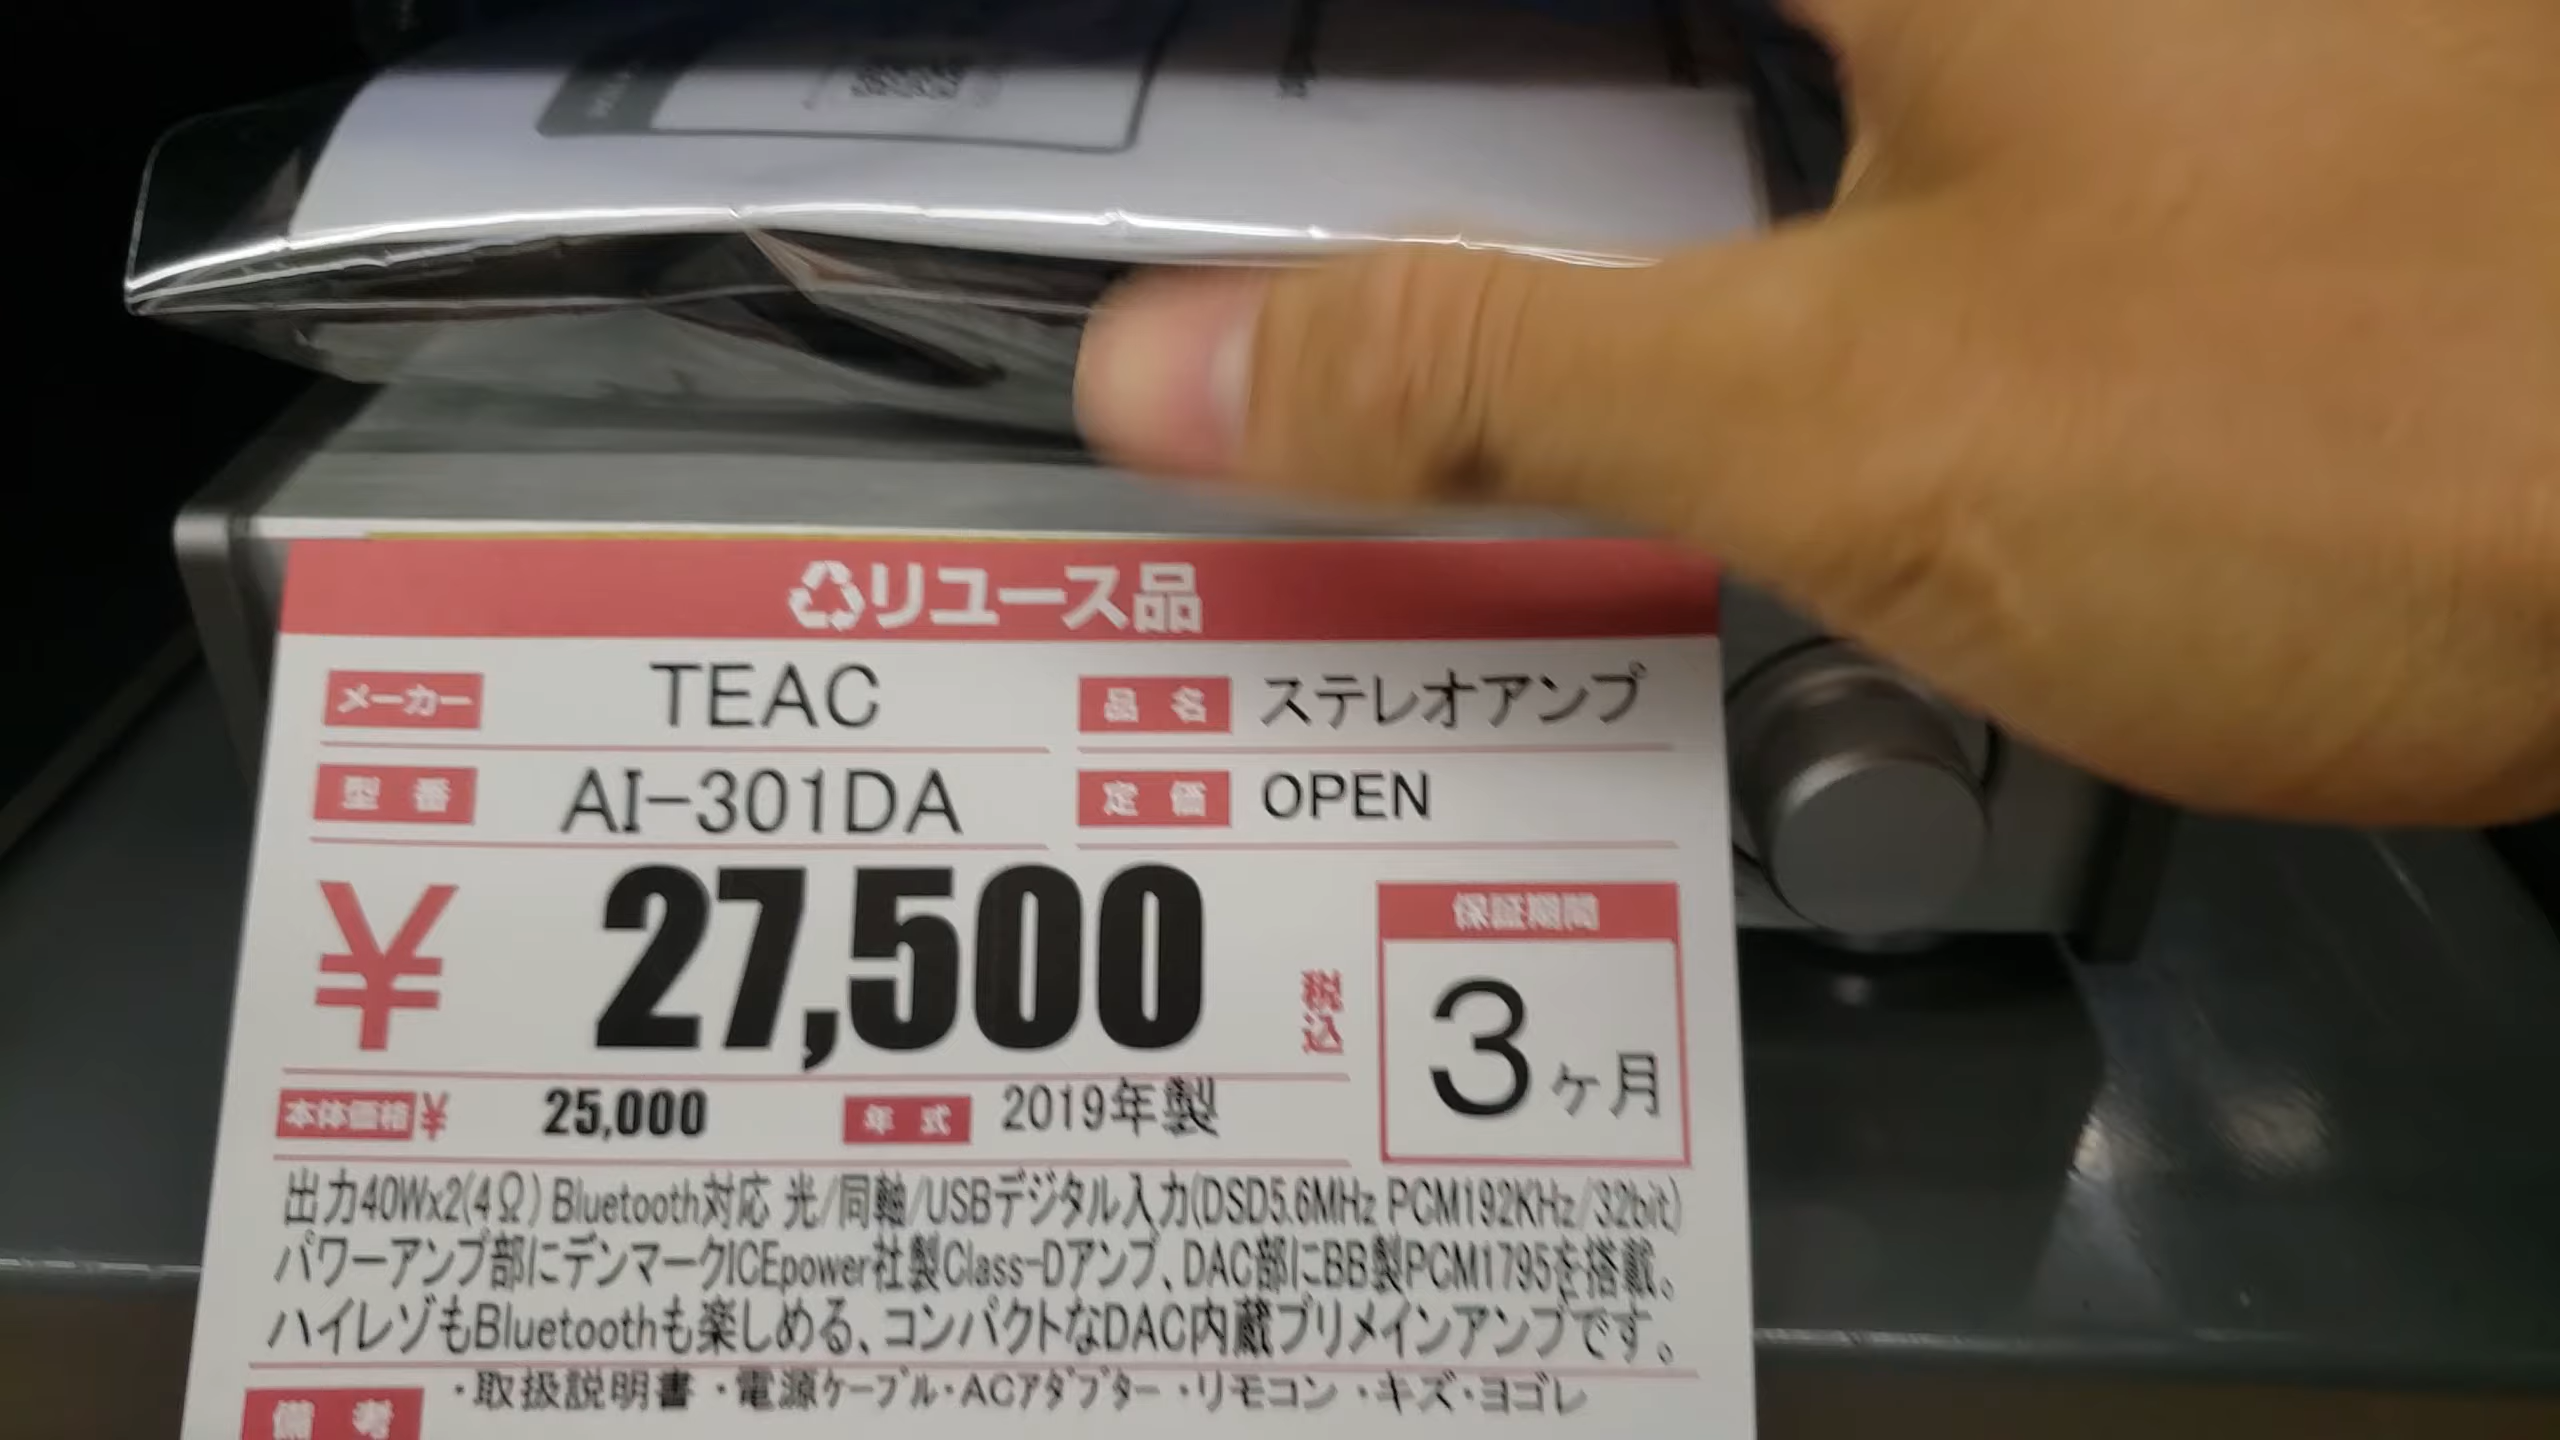 リユース品
メーカー TEAC 品名 ステレオアンプ
型番 AI-301DA 定価 OPEN
¥ 27,500 税込
保証期間
3ヶ月
本体価格¥ 25,000 年式 2019年製
出力40Wx2(4Ω) Bluetooth対応 光/同軸/USBデジタル入力(DSD5.6MHz PCM192KHz/32bit)
パワーアンプ部にデンマークICEpower社製Class-Dアンプ、DAC部にBB製PCM1795を搭載。
ハイレゾもBluetoothも楽しめる、コンパクトなDAC内蔵プリメインアンプです。
備考 ・取扱説明書・電源ケーブル・ACアダプター・リモコン・キズ・ヨゴレ